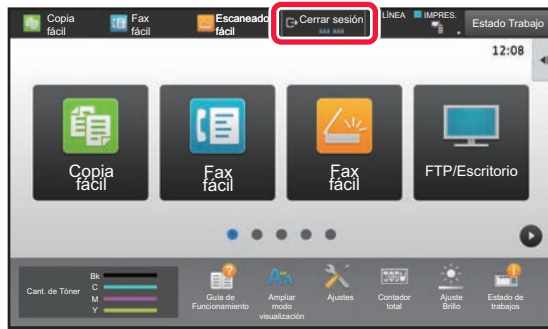 Copia
fácil
Fax
fácil
Escaneado
fácil
Cerrar sesión
LÍNEA
IMPRES.
Estado Trabajo
12:08
Copia
fácil
Fax
fácil
Fax
fácil
FTP/Escritorio
Cant. de Tóner
Bk
C
M
Y
Guía de
Funcionamiento
Ampliar
modo
visualización
Ajustes
Contador
total
Ajuste
Brillo
Estado de
trabajos